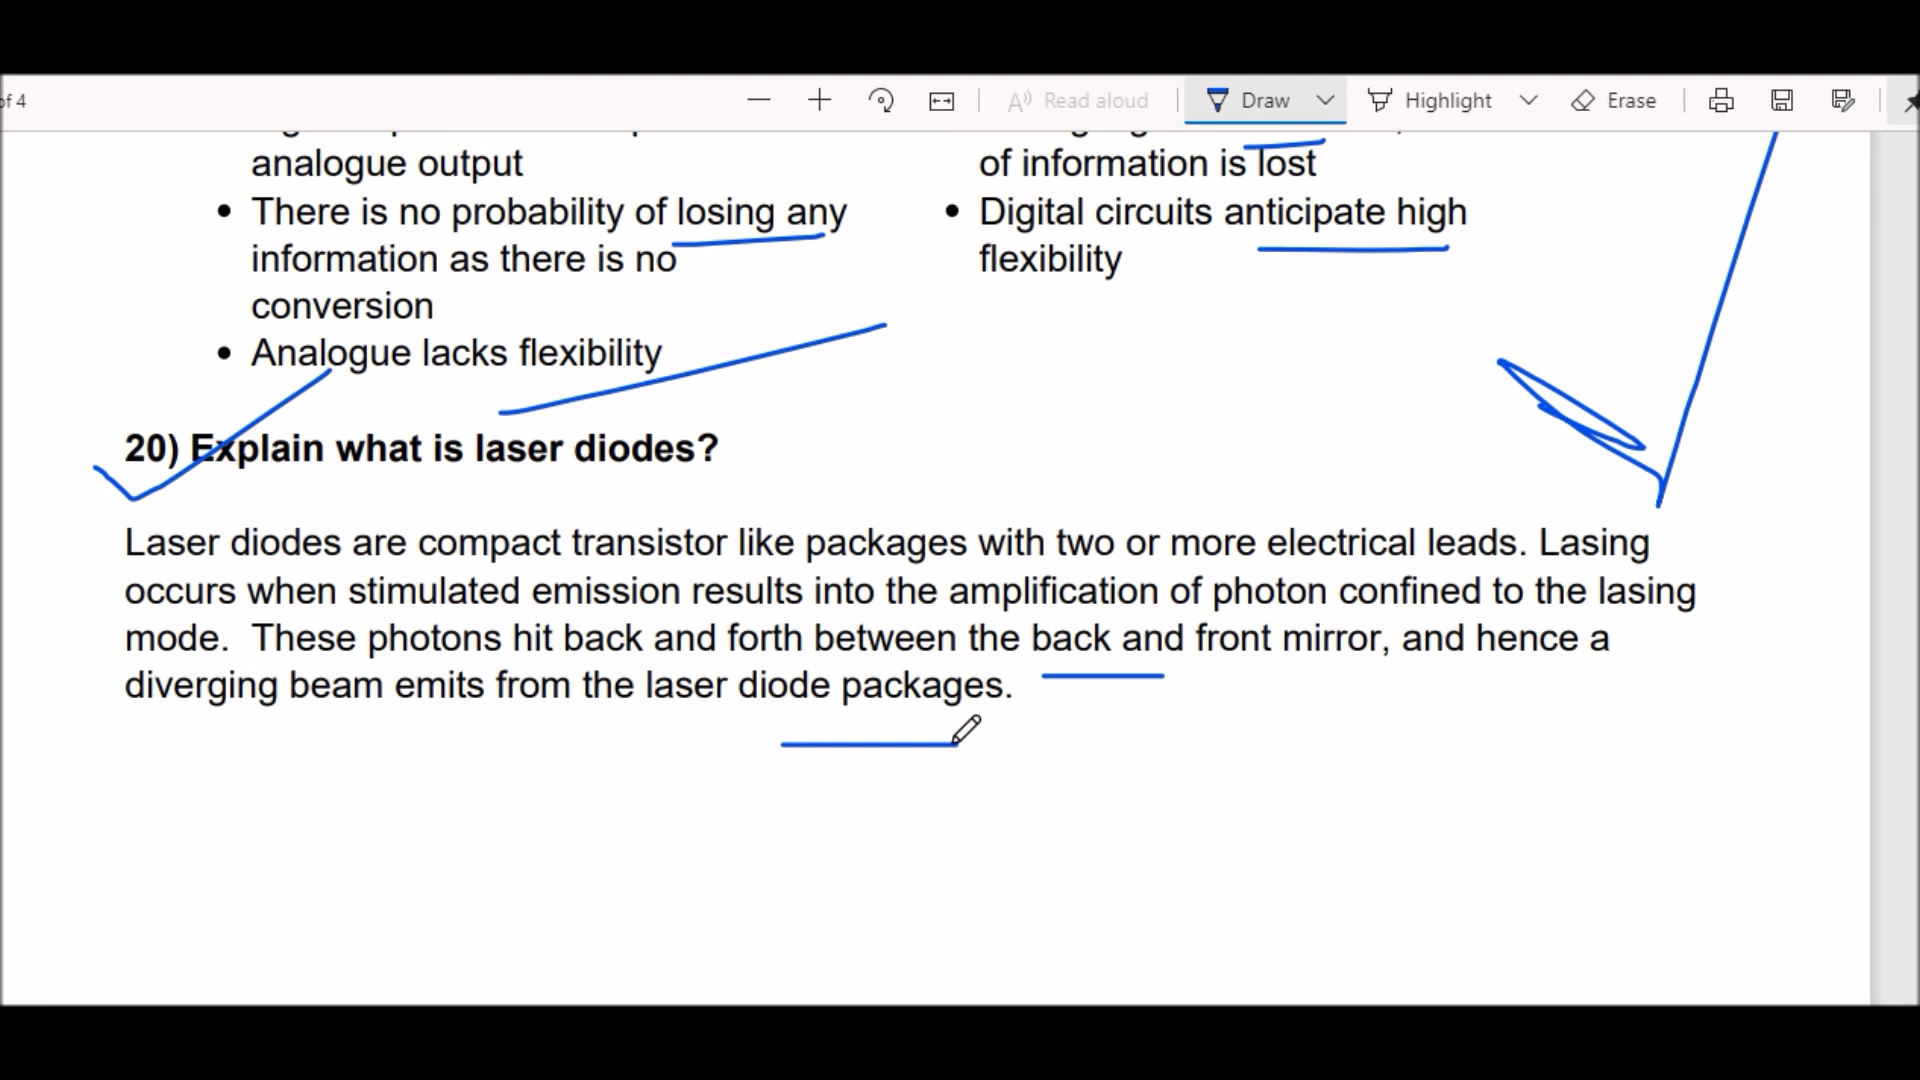 of 4
Read aloud
Draw
Highlight
Erase
analogue output
• There is no probability of losing any
information as there is no
conversion
• Analogue lacks flexibility
of information is lost
• Digital circuits anticipate high
flexibility
20) Explain what is laser diodes?
Laser diodes are compact transistor like packages with two or more electrical leads. Lasing
occurs when stimulated emission results into the amplification of photon confined to the lasing
mode.  These photons hit back and forth between the back and front mirror, and hence a
diverging beam emits from the laser diode packages.